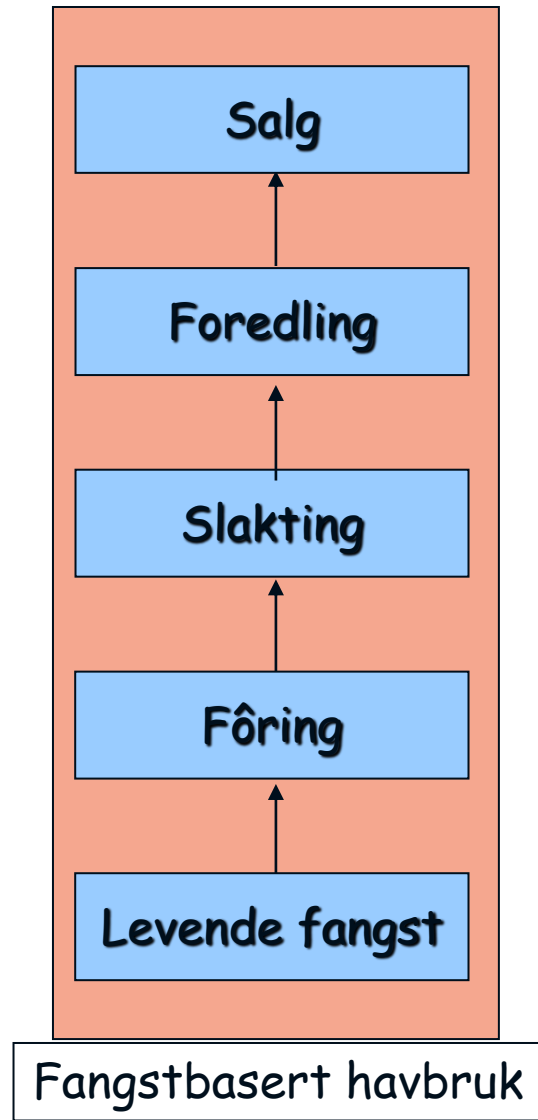 Salg
Foredling
Slakting
Fôring
Levende fangst
Fangstbasert havbruk